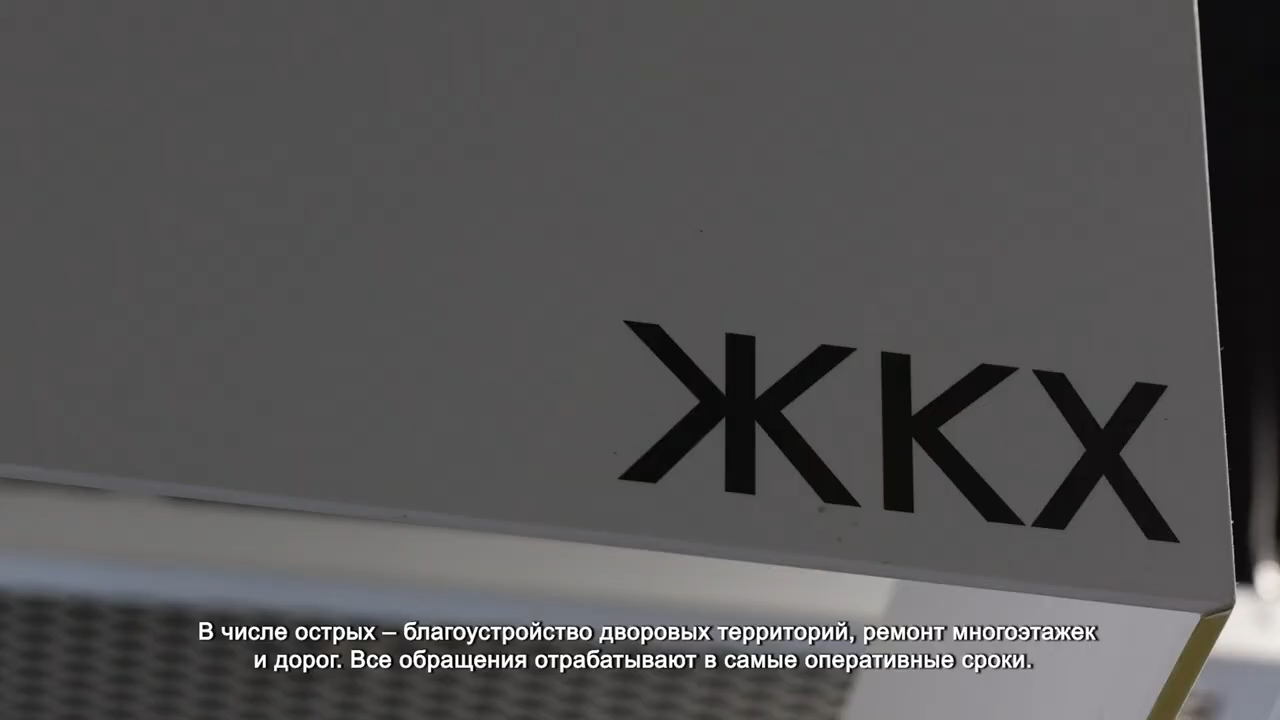 ЖКХ
В числе острых – благоустройство дворовых территорий, ремонт многоэтажек
и дорог. Все обращения отрабатывают в самые оперативные сроки.